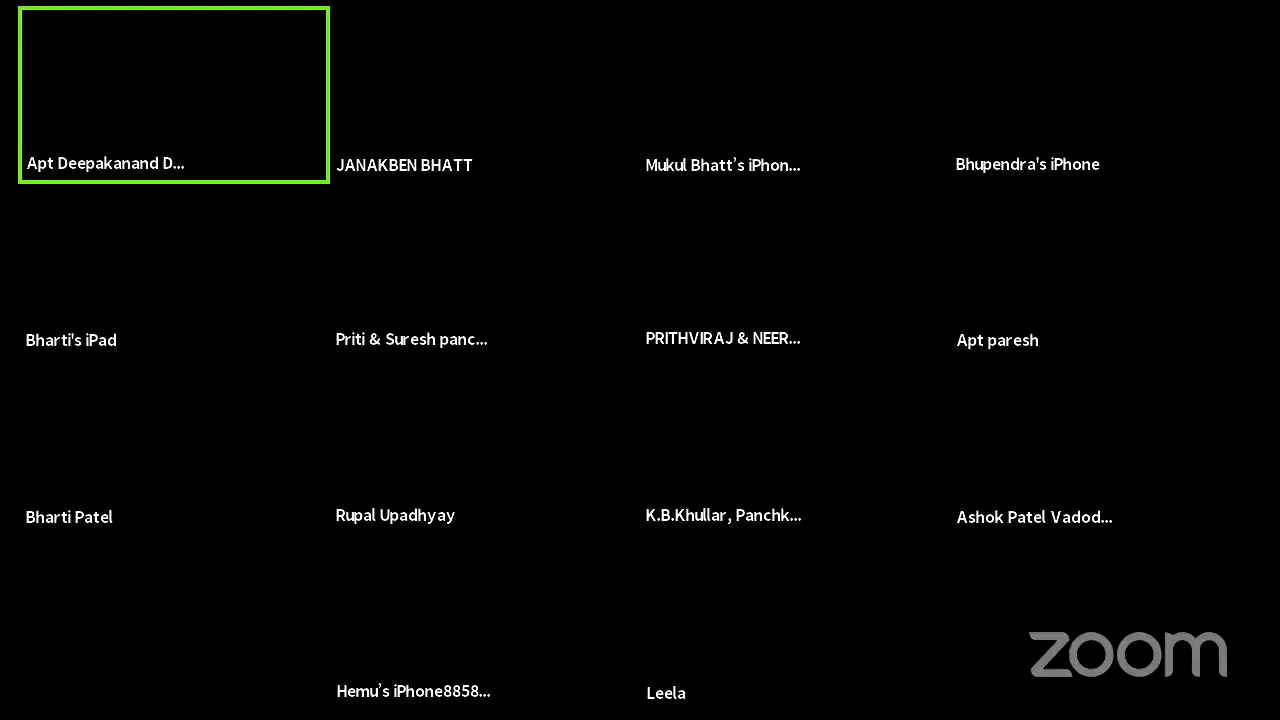 Apt Deepakanand D...
JANAKBEN BHATT
Mukul Bhatt’s iPhon...
Bhupendra's iPhone
Bharti's iPad
Priti & Suresh panc...
PRITHVIRAJ & NEER...
Apt paresh
Bharti Patel
Rupal Upadhyay
K.B.Khullar, Panchk...
Ashok Patel Vadod...
Hemu’s iPhone8858...
Leela
zoom